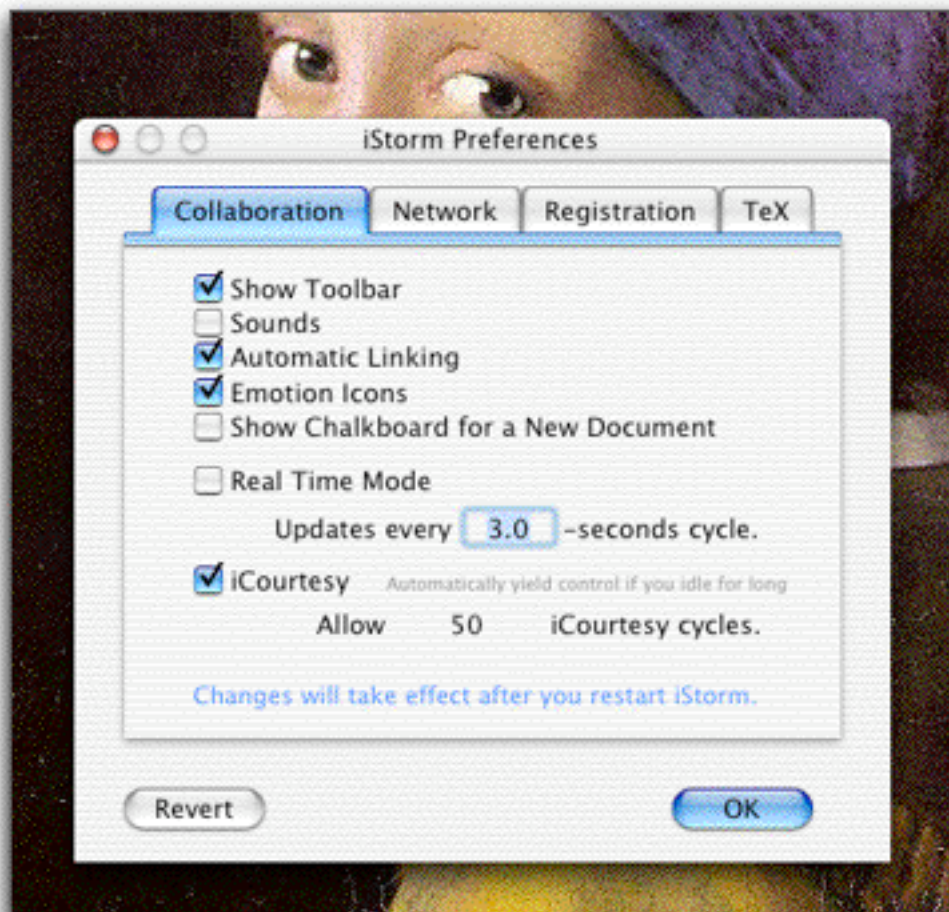 iStorm Preferences
Collaboration Network Registration TeX
Show Toolbar
Sounds
Automatic Linking
Emotion Icons
Show Chalkboard for a New Document
Real Time Mode
Updates every 3.0 -seconds cycle.
iCourtesy Automatically yield control if you idle for long
Allow 50 iCourtesy cycles.
Changes will take effect after you restart iStorm.
Revert OK